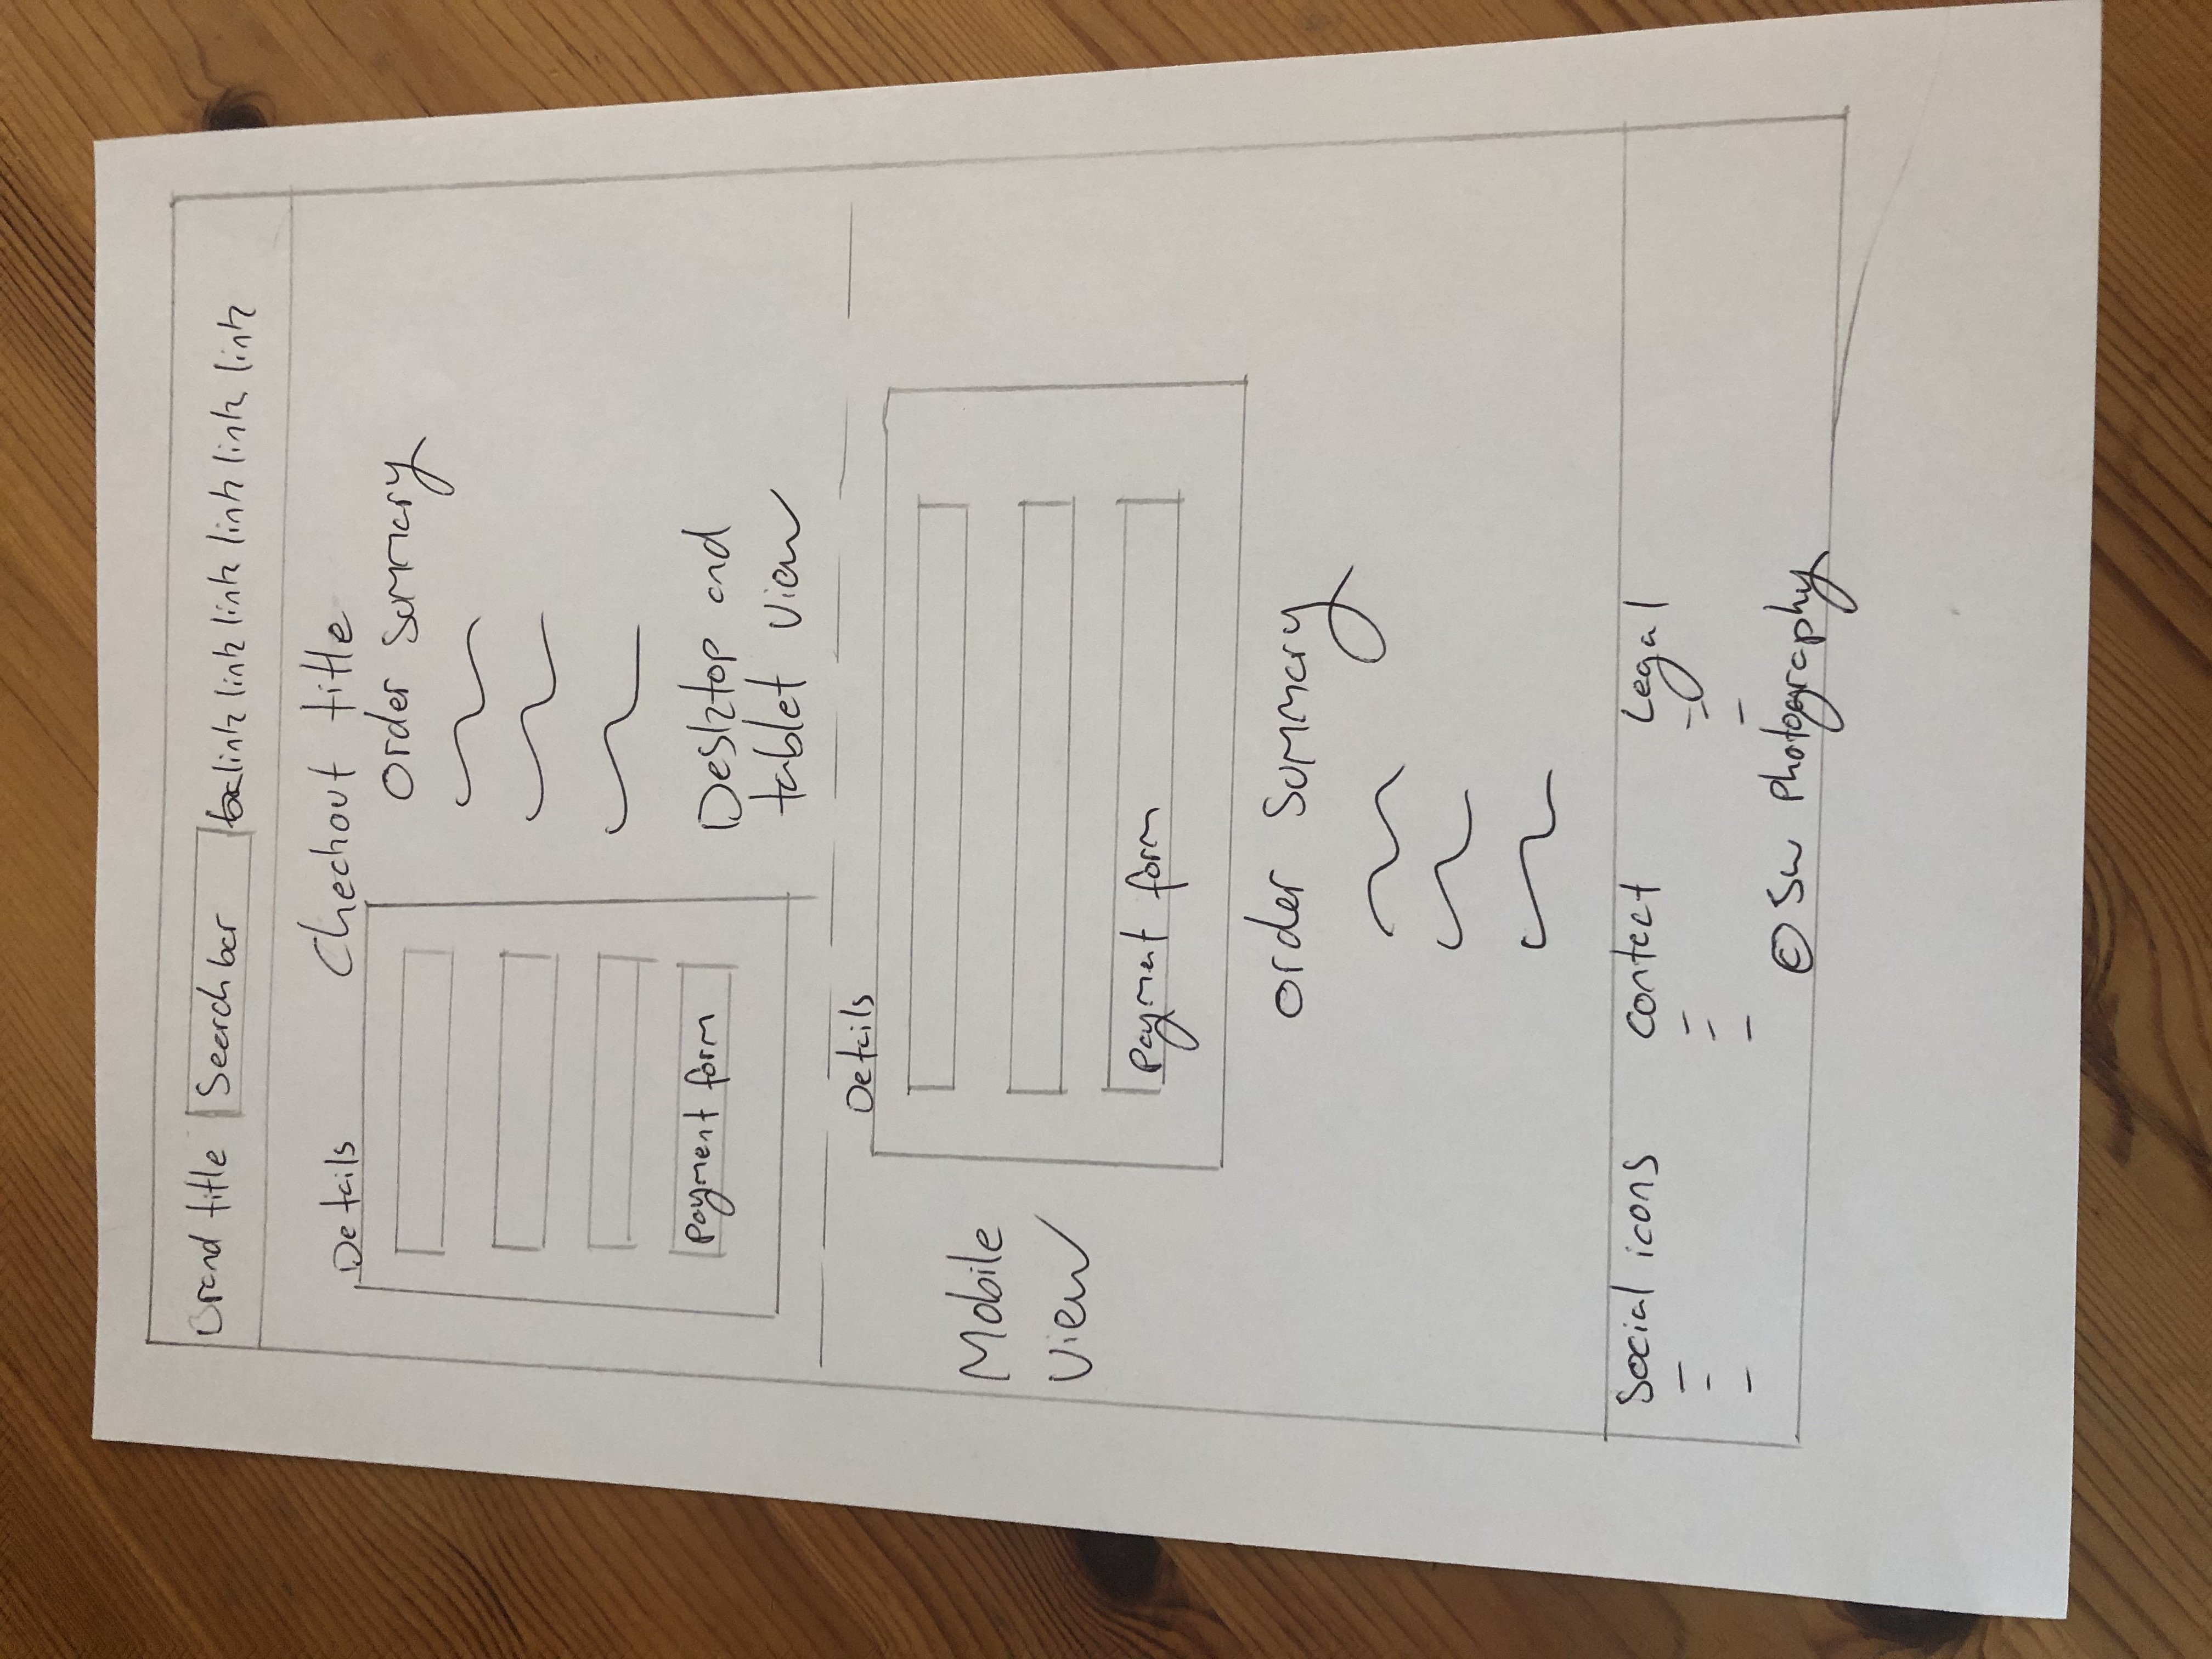 Brand title Search bar link link link link link link
Checkout title
Details
Order Summary
payment form
Desktop and
tablet view
Details
Mobile
view
payment form
order Summary
Social icons contact Legal
© SW Photography